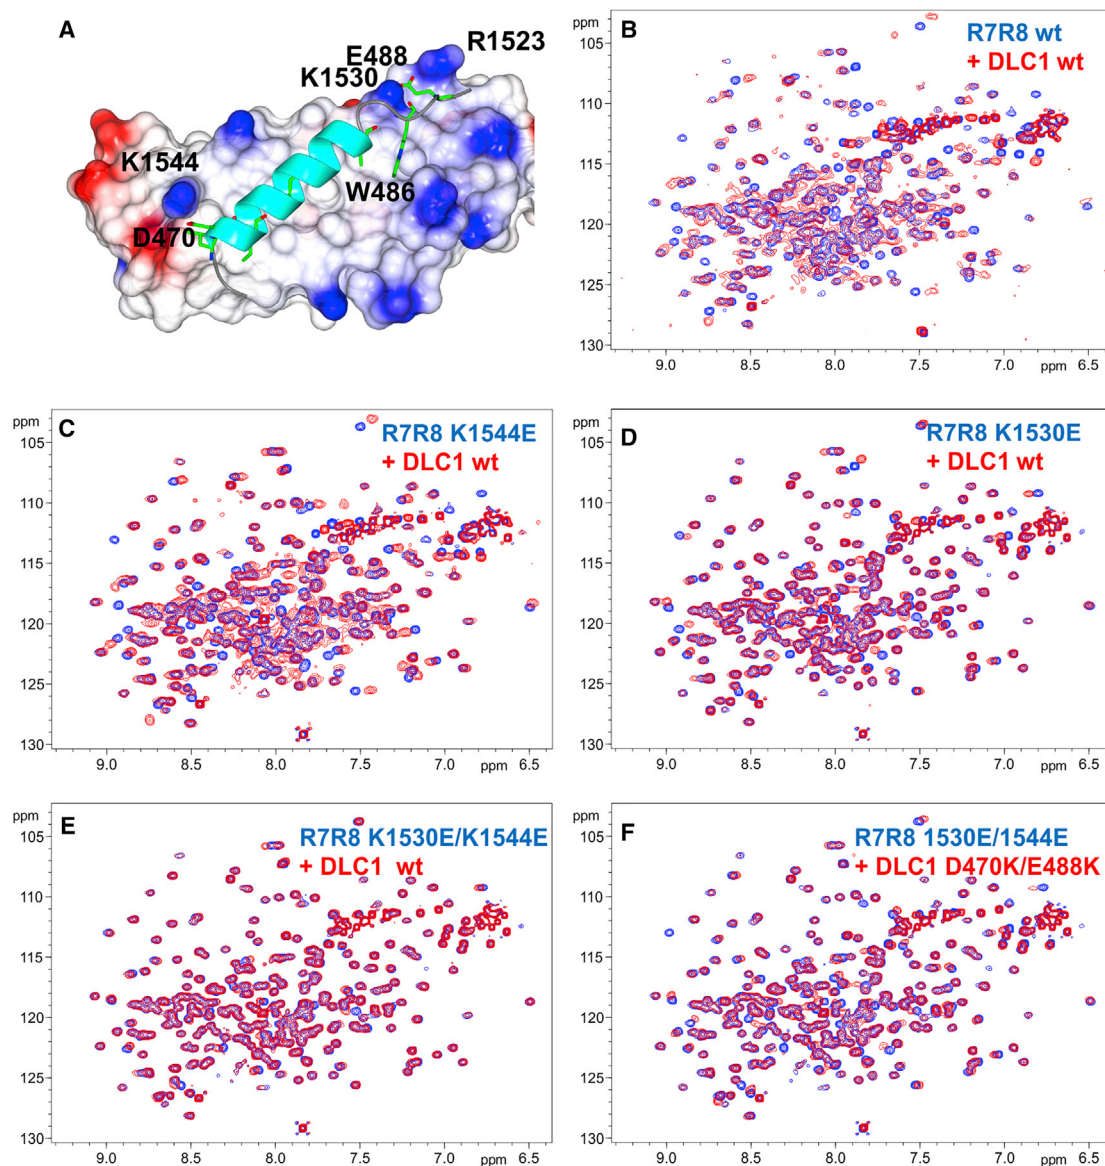 A
R1523
E488
K1530
K1544
W486
D470
B
R7R8 wt
+ DLC1 wt
ppm
105
110
115
120
125
130
9.0 8.5 8.0 7.5 7.0 ppm 6.5
C
R7R8 K1544E
+ DLC1 wt
ppm
105
110
115
120
125
130
9.0 8.5 8.0 7.5 7.0 ppm 6.5
D
R7R8 K1530E
+ DLC1 wt
ppm
105
110
115
120
125
130
9.0 8.5 8.0 7.5 7.0 ppm 6.5
E
R7R8 K1530E/K1544E
+ DLC1 wt
ppm
105
110
115
120
125
130
9.0 8.5 8.0 7.5 7.0 ppm 6.5
F
R7R8 1530E/1544E
+ DLC1 D470K/E488K
ppm
105
110
115
120
125
130
9.0 8.5 8.0 7.5 7.0 ppm 6.5